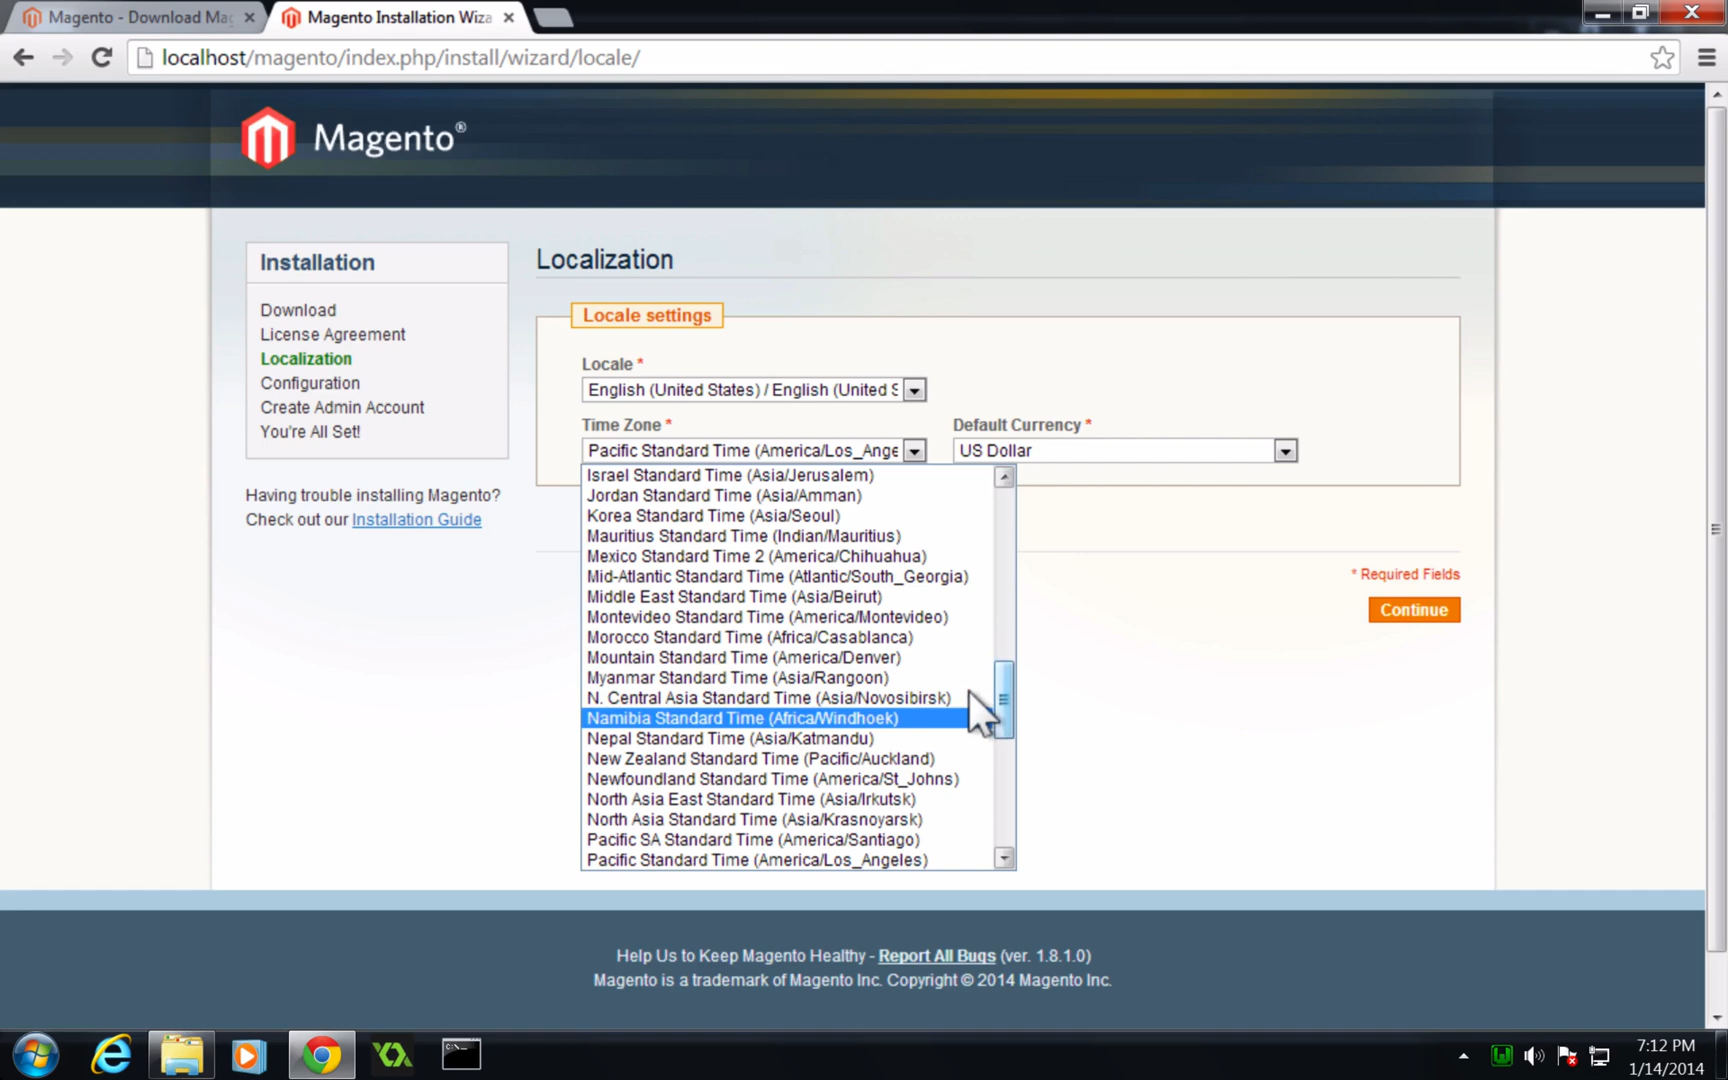 Magento - Download Mag
Magento Installation Wiza
localhost/magento/index.php/install/wizard/locale/
Magento®
Installation
Download
License Agreement
Localization
Configuration
Create Admin Account
You're All Set!
Having trouble installing Magento?
Check out our Installation Guide
Localization
Locale settings
Locale *
English (United States) / English (United S
Time Zone *
Default Currency *
Pacific Standard Time (America/Los_Ange
US Dollar
Israel Standard Time (Asia/Jerusalem)
Jordan Standard Time (Asia/Amman)
Korea Standard Time (Asia/Seoul)
Mauritius Standard Time (Indian/Mauritius)
Mexico Standard Time 2 (America/Chihuahua)
Mid-Atlantic Standard Time (Atlantic/South_Georgia)
Middle East Standard Time (Asia/Beirut)
Montevideo Standard Time (America/Montevideo)
Morocco Standard Time (Africa/Casablanca)
Mountain Standard Time (America/Denver)
Myanmar Standard Time (Asia/Rangoon)
N. Central Asia Standard Time (Asia/Novosibirsk)
Namibia Standard Time (Africa/Windhoek)
Nepal Standard Time (Asia/Katmandu)
New Zealand Standard Time (Pacific/Auckland)
Newfoundland Standard Time (America/St_Johns)
North Asia East Standard Time (Asia/Irkutsk)
North Asia Standard Time (Asia/Krasnoyarsk)
Pacific SA Standard Time (America/Santiago)
Pacific Standard Time (America/Los_Angeles)
* Required Fields
Continue
Help Us to Keep Magento Healthy - Report All Bugs (ver. 1.8.1.0)
Magento is a trademark of Magento Inc. Copyright © 2014 Magento Inc.
7:12 PM
1/14/2014